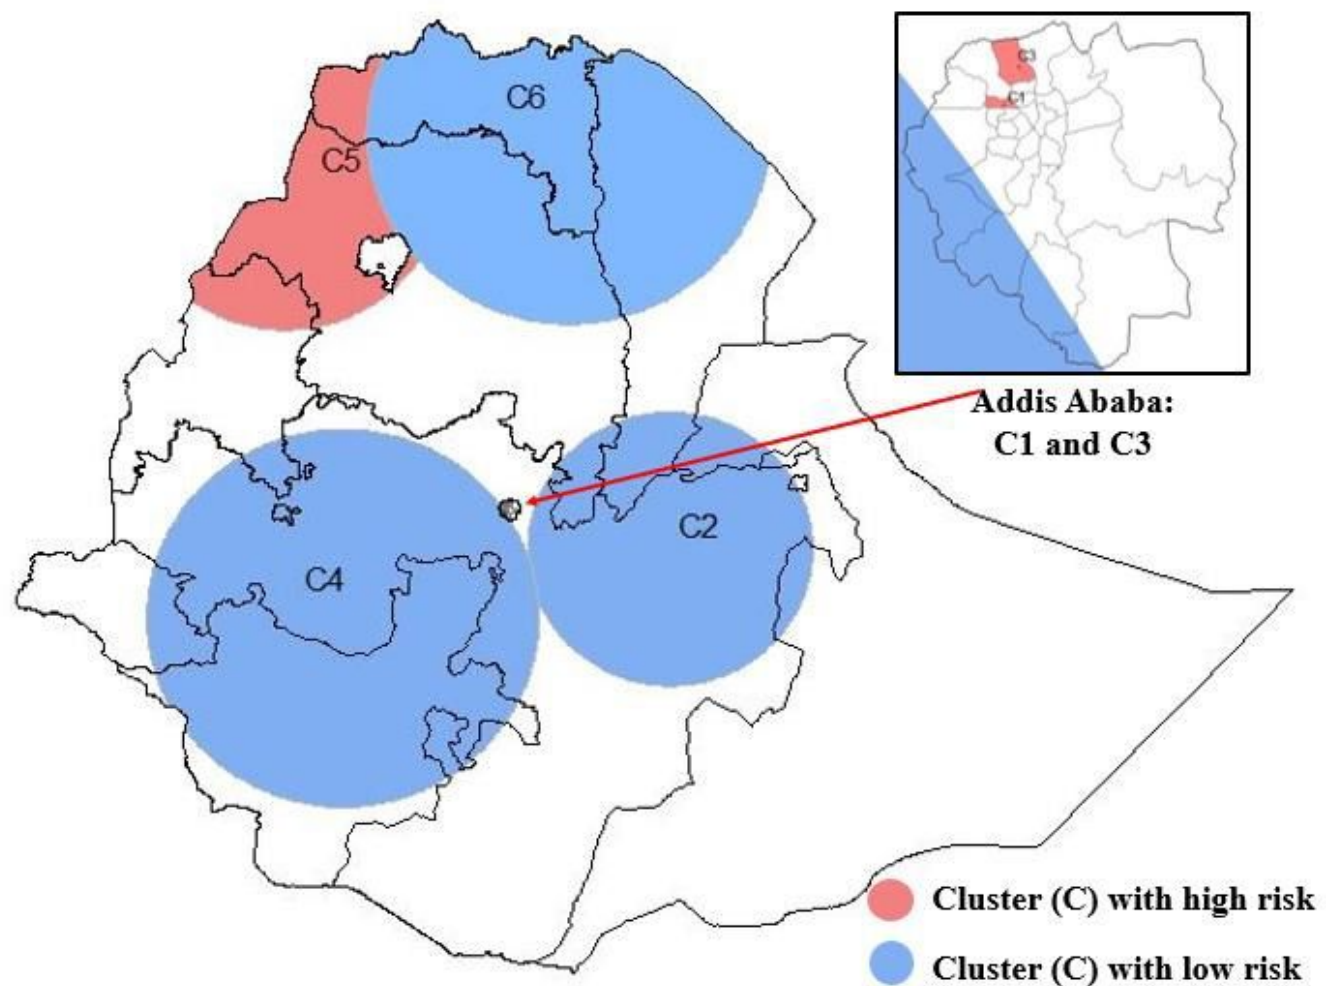 C6
C3
C1
C5
Addis Ababa:
C1 and C3
C2
C4
Cluster (C) with high risk
Cluster (C) with low risk